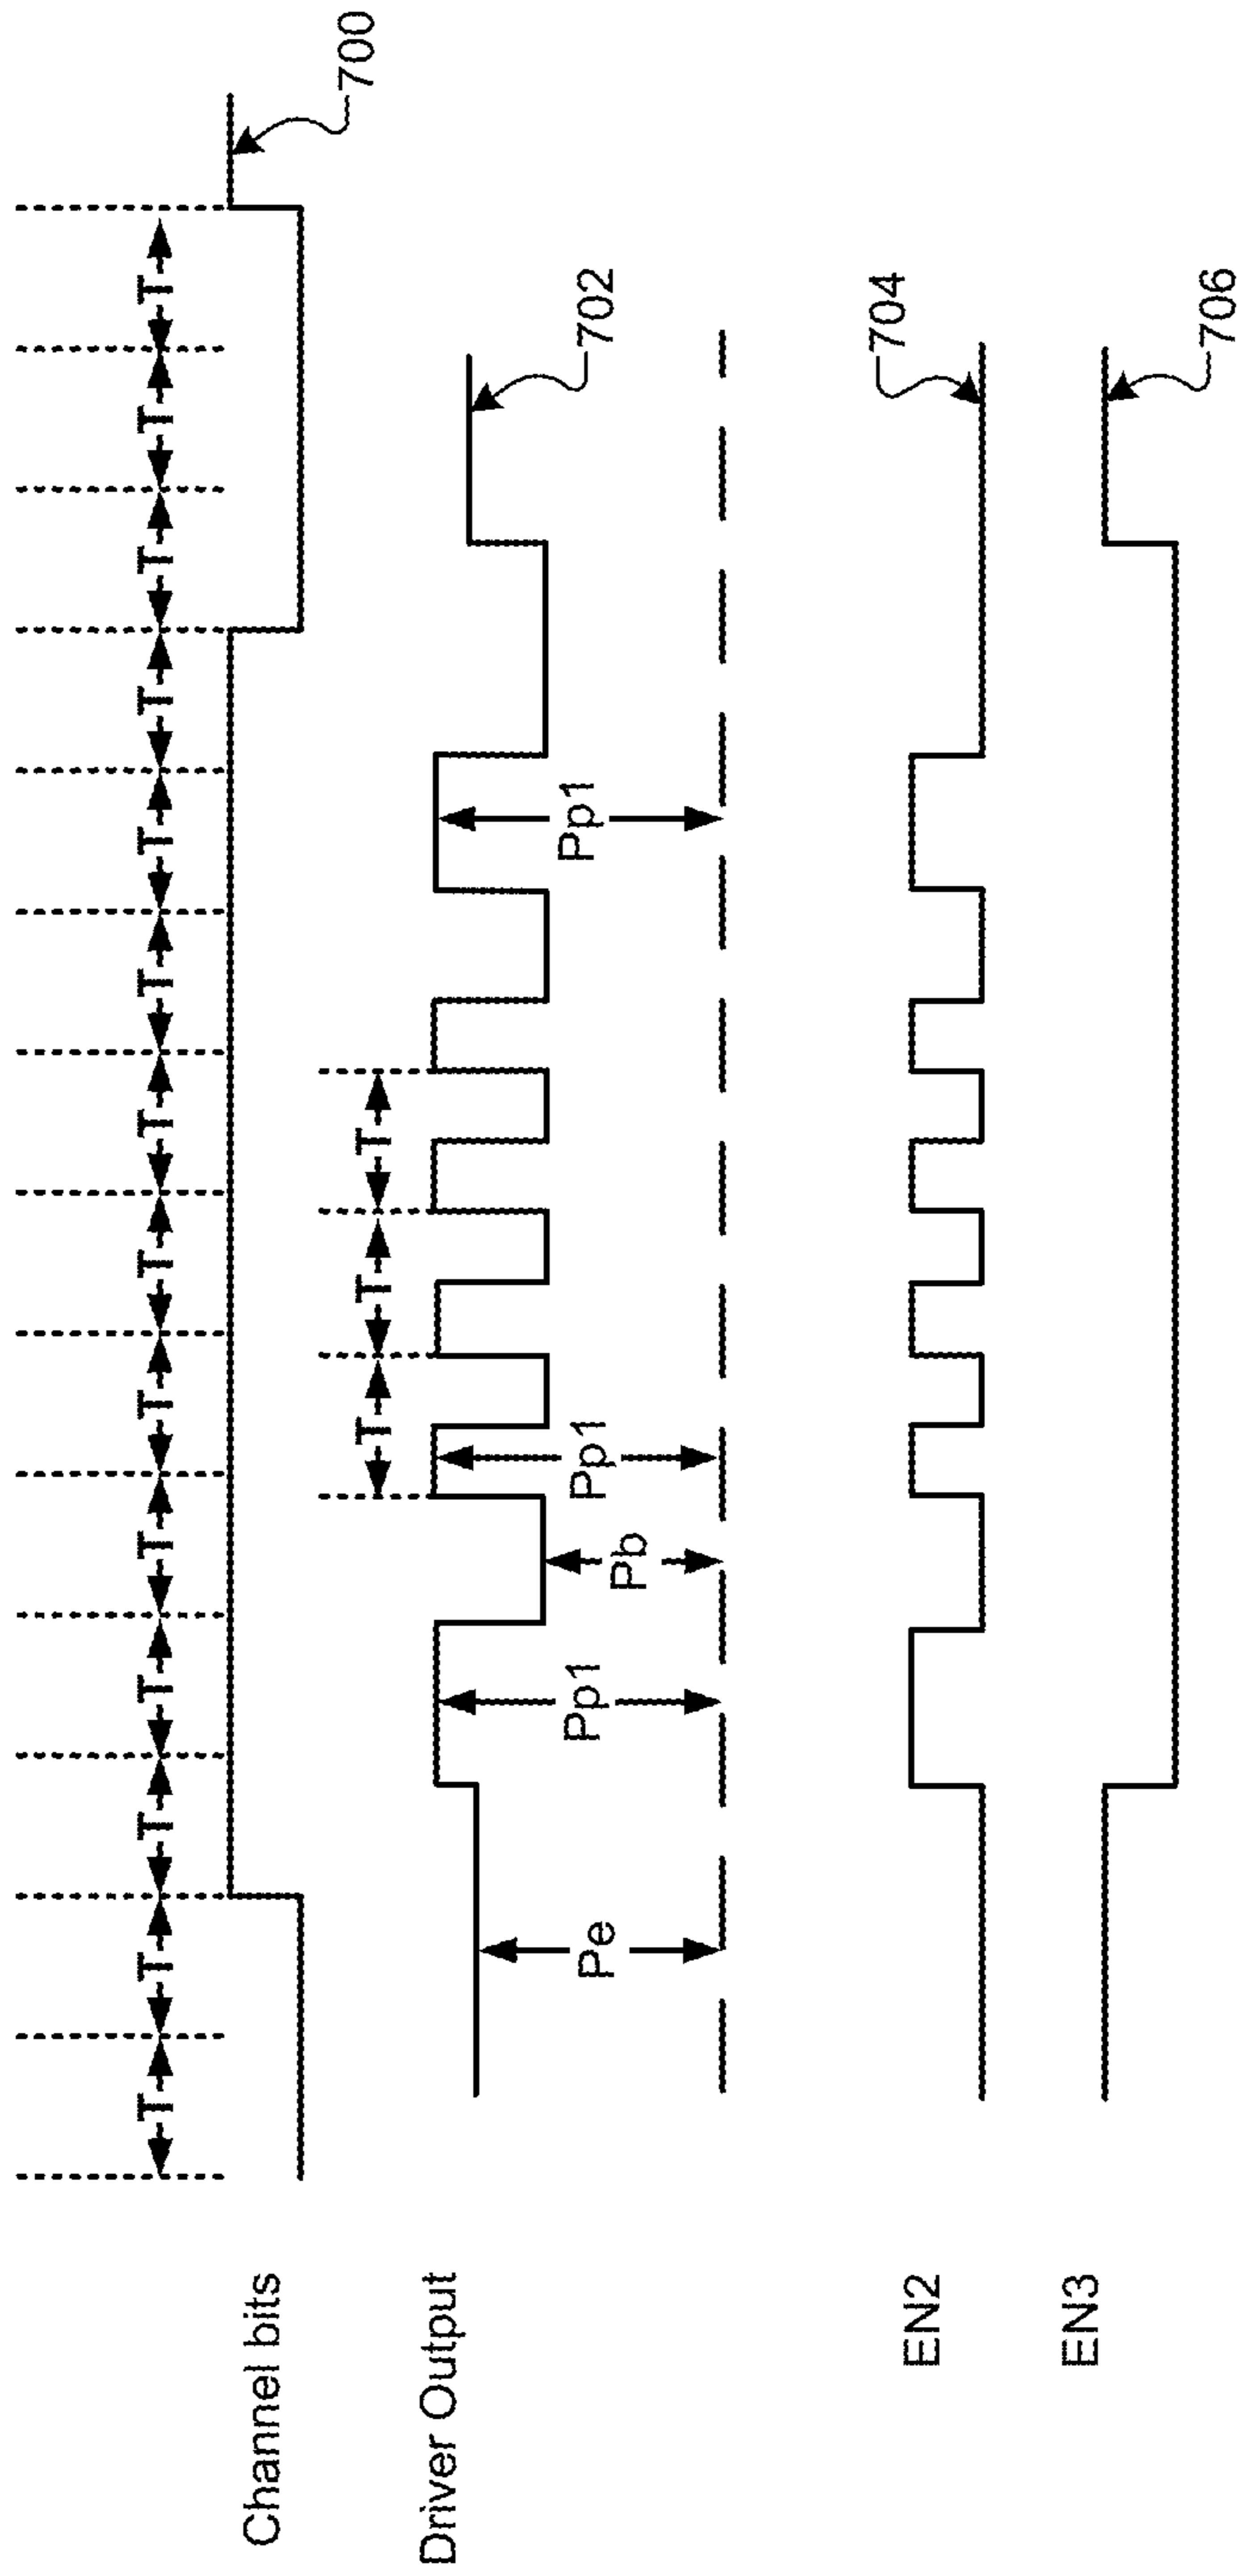 T T T T T T T T T T T T T T
Channel bits
700
T T T
Driver Output
702
Pe Pp1 Pb Pp1 Pp1
EN2
704
EN3
706